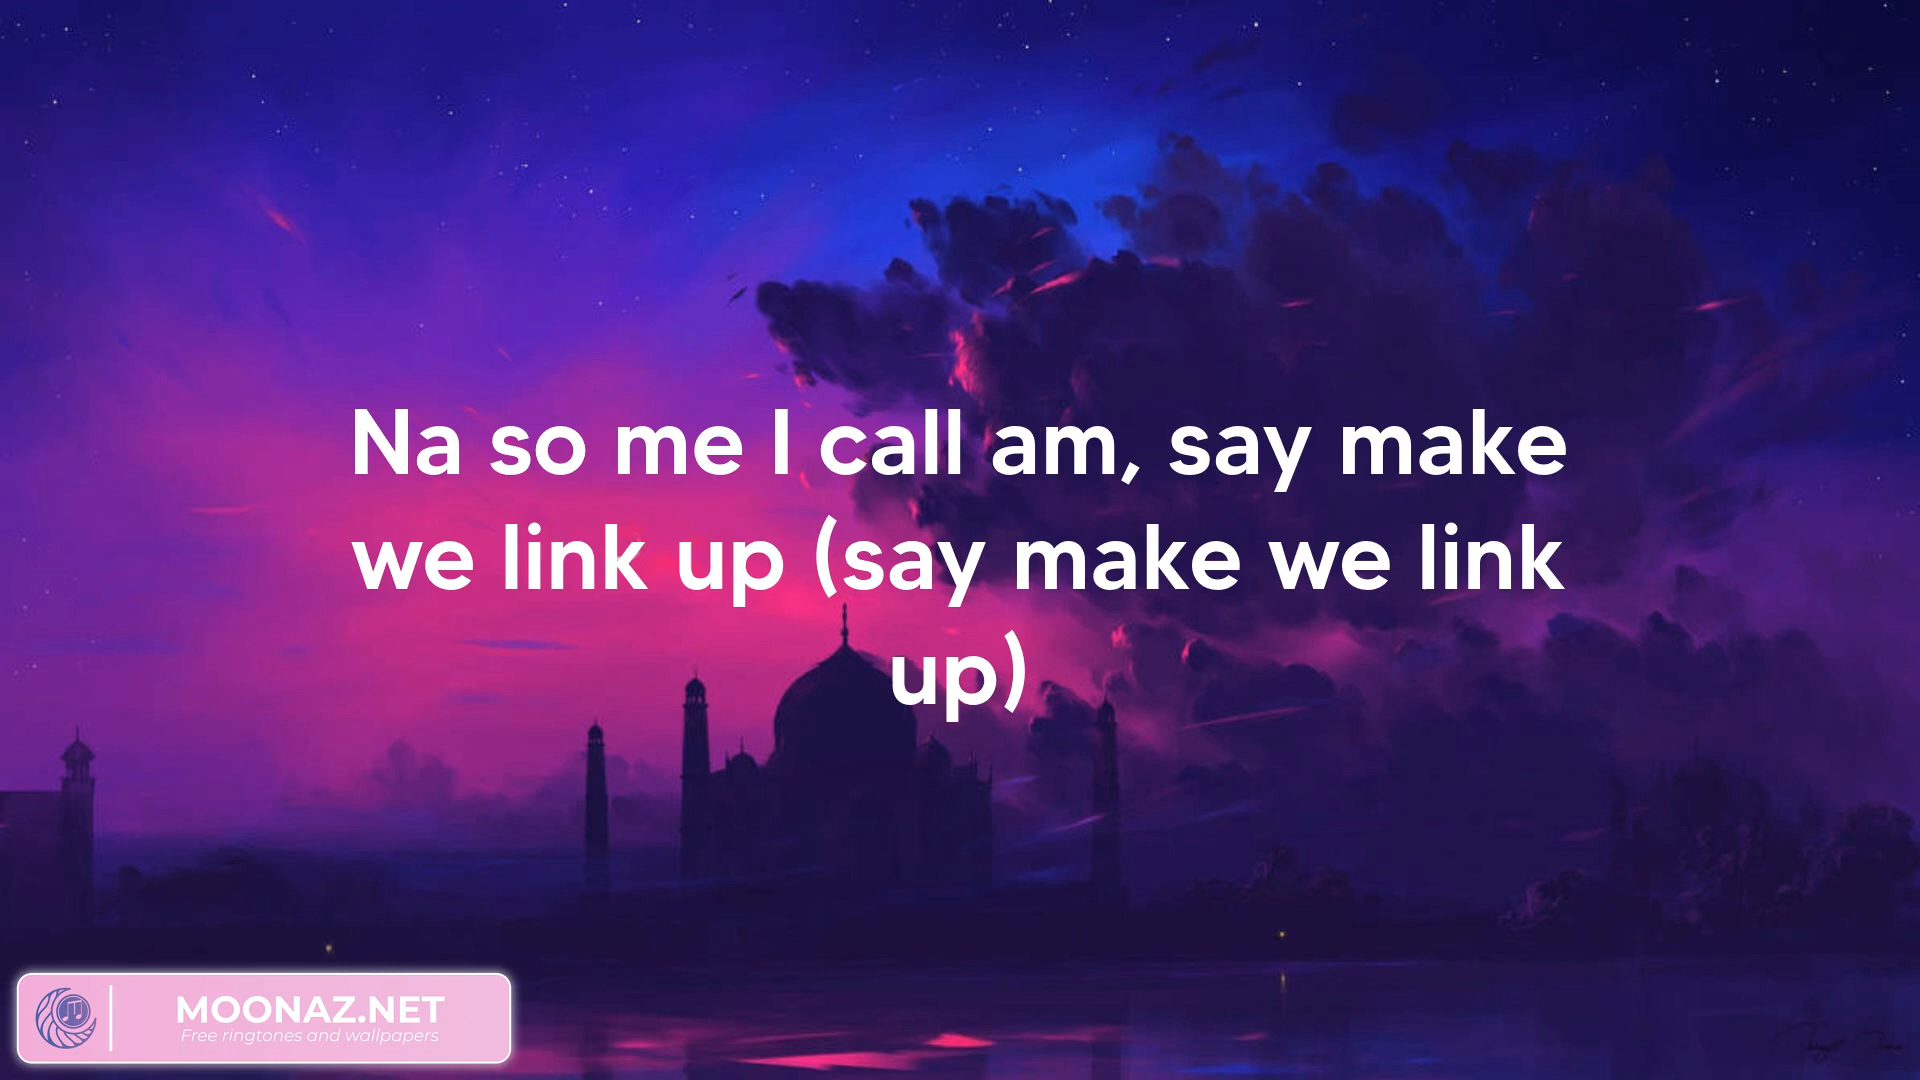 Na so me I call am, say make
we link up (say make we link
up)
MOONAZ.NET
Free ringtones and wallpapers